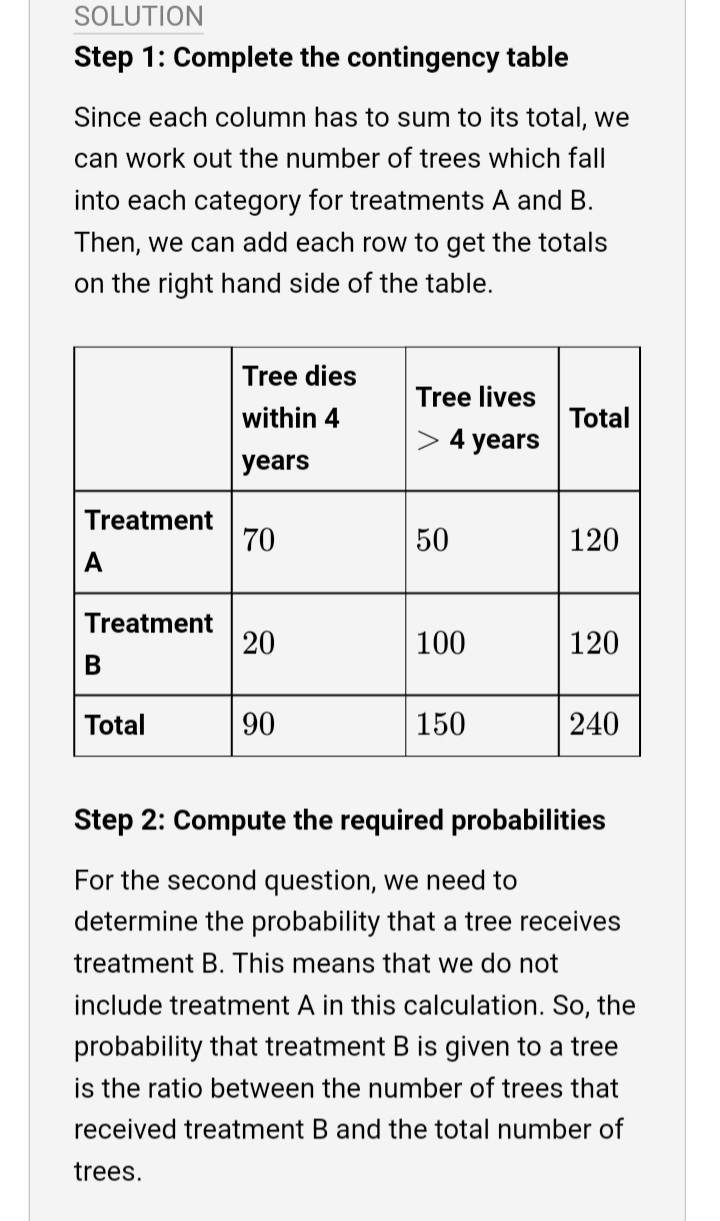 SOLUTION
Step 1: Complete the contingency table
Since each column has to sum to its total, we
can work out the number of trees which fall
into each category for treatments A and B.
Then, we can add each row to get the totals
on the right hand side of the table.
Tree dies
within 4
years
Tree lives
> 4 years
Total
Treatment
A
70
50
120
Treatment
B
20
100
120
Total
90
150
240
Step 2: Compute the required probabilities
For the second question, we need to
determine the probability that a tree receives
treatment B. This means that we do not
include treatment A in this calculation. So, the
probability that treatment B is given to a tree
is the ratio between the number of trees that
received treatment B and the total number of
trees.